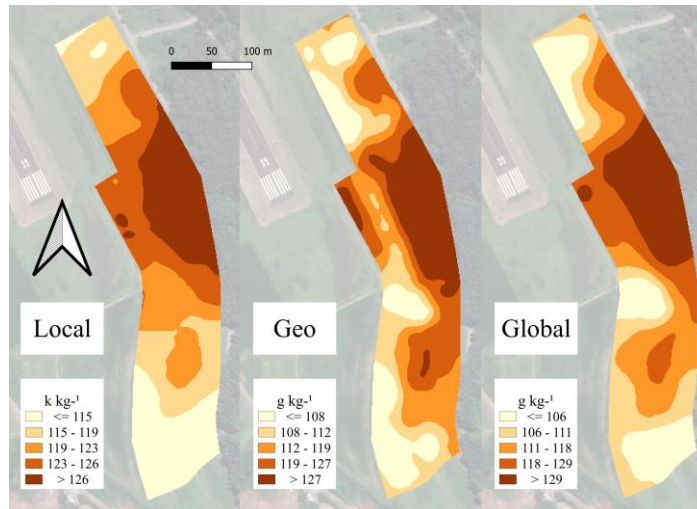 0 50 100 m
Local
k kg⁻¹
<= 115
115 - 119
119 - 123
123 - 126
> 126
Geo
g kg⁻¹
<= 108
108 - 112
112 - 119
119 - 127
> 127
Global
g kg⁻¹
<= 106
106 - 111
111 - 118
118 - 129
> 129